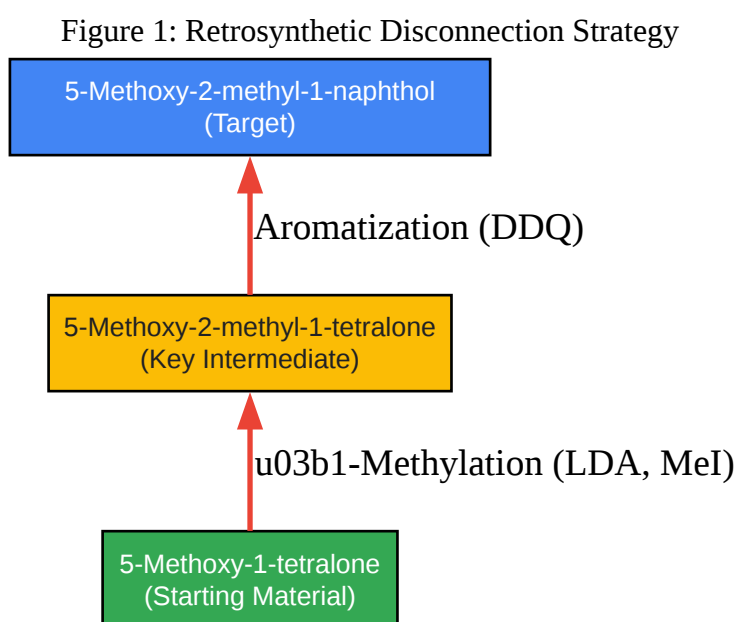 Figure 1: Retrosynthetic Disconnection Strategy
5-Methoxy-2-methyl-1-naphthol
(Target)
Aromatization (DDQ)
5-Methoxy-2-methyl-1-tetralone
(Key Intermediate)
u03b1-Methylation (LDA, MeI)
5-Methoxy-1-tetralone
(Starting Material)